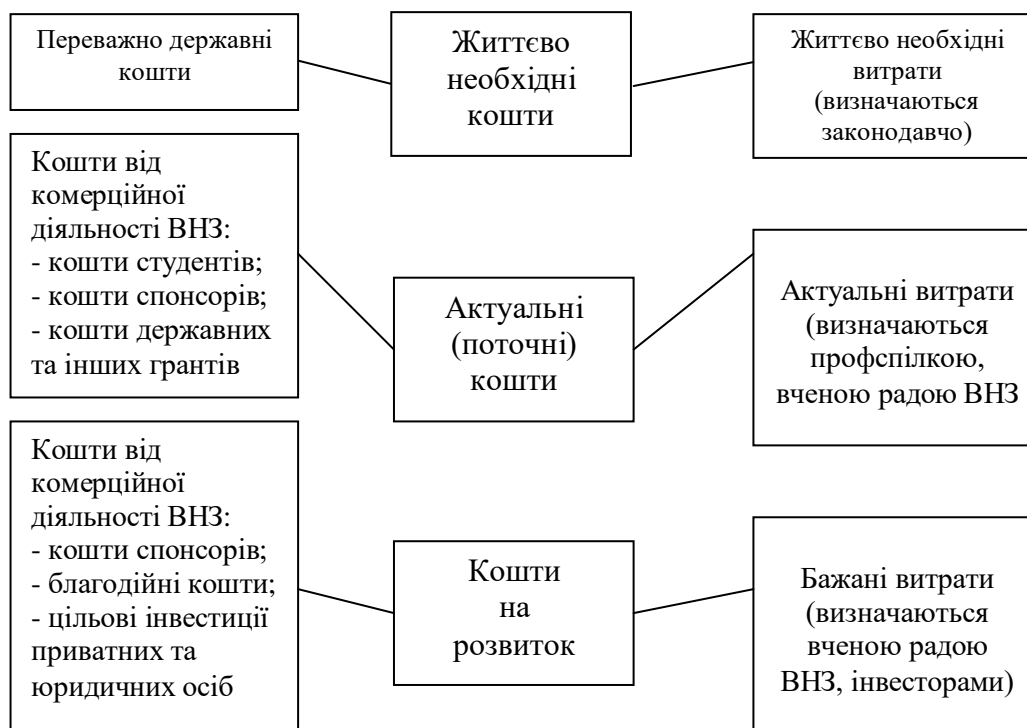 Переважно державні
кошти
Життєво
необхідні
кошти
Життєво необхідні
витрати
(визначаються
законодавчо)
Кошти від
комерційної
діяльності ВНЗ:
- кошти студентів;
- кошти спонсорів;
- кошти державних
та інших грантів
Актуальні
(поточні)
кошти
Актуальні витрати
(визначаються
профспілкою,
вченою радою ВНЗ
Кошти від
комерційної
діяльності ВНЗ:
- кошти спонсорів;
- благодійні кошти;
- цільові інвестиції
приватних та
юридичних осіб
Кошти
на
розвиток
Бажані витрати
(визначаються
вченою радою
ВНЗ, інвесторами)